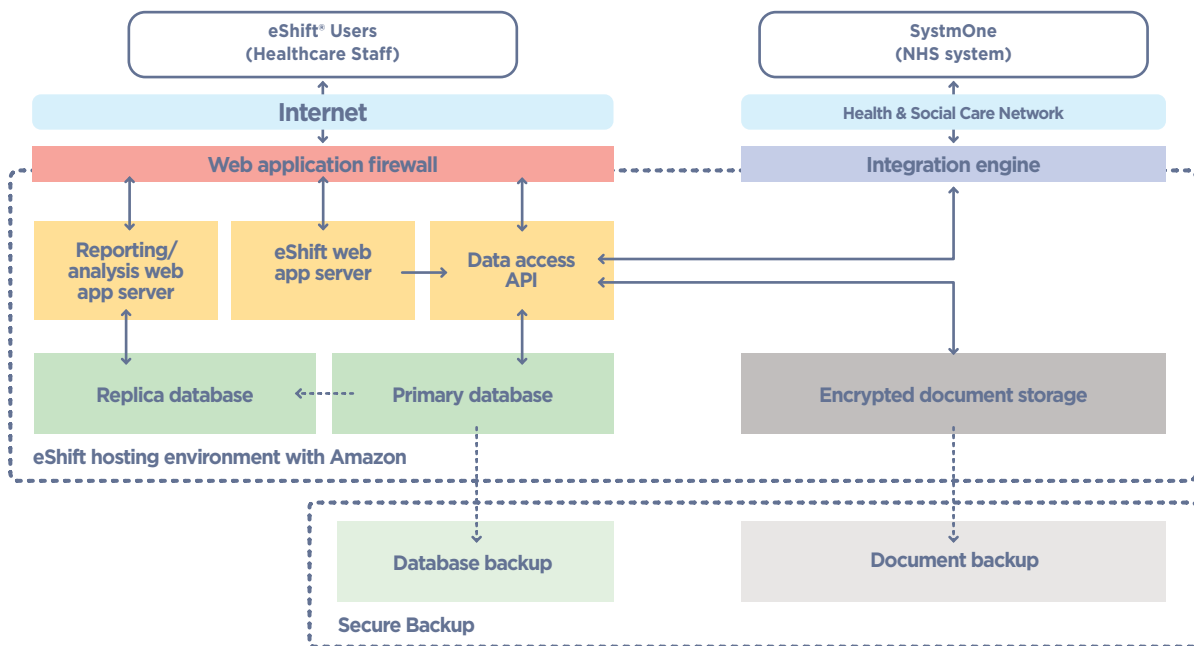 eShift® Users
(Healthcare Staff)
SystmOne
(NHS system)
Internet
Health & Social Care Network
Web application firewall
Integration engine
Reporting/
analysis web
app server
eShift web
app server
Data access
API
Replica database
Primary database
Encrypted document storage
eShift hosting environment with Amazon
Database backup
Document backup
Secure Backup